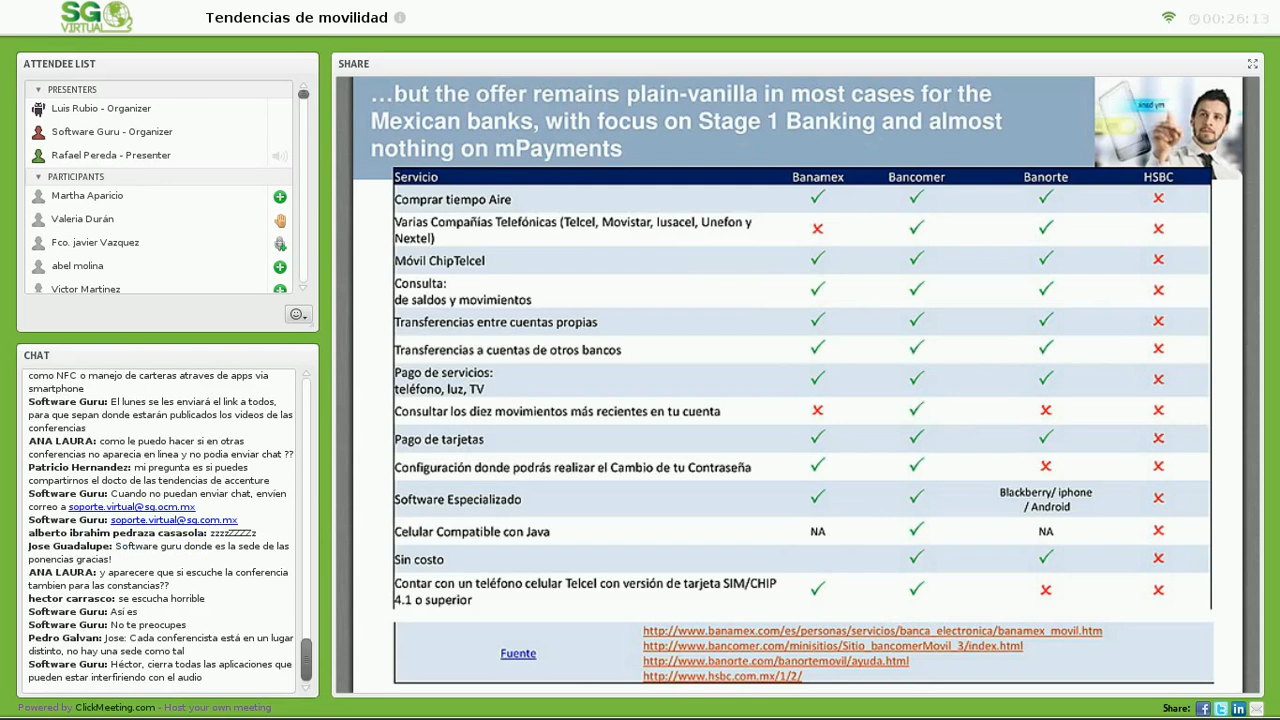 SG VIRTUAL
Tendencias de movilidad
00:26:13
ATTENDEE LIST
PRESENTERS
Luis Rubio - Organizer
Software Guru - Organizer
Rafael Pereda - Presenter
PARTICIPANTS
Martha Aparicio
Valeria Durán
Fco. javier Vazquez
abel molina
Victor Martinez
CHAT
como NFC o manejo de carteras atraves de apps via
smartphone
Software Guru: El lunes se les enviará el link a todos,
para que sepan donde estarán publicados los videos de las
conferencias
ANA LAURA: como le puedo hacer si en otras
conferencias no aparecia en linea y no podia enviar chat ??
Patricio Hernandez: mi pregunta es si puedes
compartirnos el docto de las tendencias de accenture
Software Guru: Cuando no puedan enviar chat, envíen
correo a soporte.virtual@sg.ocm.mx
Software Guru: soporte.virtual@sg.com.mx
alberto ibrahim pedraza casasola: zzzzZZZZz
Jose Guadalupe: Software guru donde es la sede de las
ponencias gracias!
ANA LAURA: y aparecere que si escuche la conferencia
tambien para las constancias??
hector carrasco: se escucha horrible
Software Guru: Así es
Software Guru: No te preocupes
Pedro Galvan: Jose: Cada conferencista está en un lugar
distinto, no hay una sede como tal
Software Guru: Héctor, cierra todas las aplicaciones que
pueden estar interfiriendo con el audio
SHARE
...but the offer remains plain-vanilla in most cases for the
Mexican banks, with focus on Stage 1 Banking and almost
nothing on mPayments
Servicio Banamex Bancomer Banorte HSBC
Comprar tiempo Aire ✓ ✓ ✓ ✗
Varias Compañías Telefónicas (Telcel, Movistar, Iusacel, Unefon y
Nextel) ✗ ✓ ✓ ✗
Móvil ChipTelcel ✓ ✓ ✓ ✗
Consulta:
de saldos y movimientos ✓ ✓ ✓ ✗
Transferencias entre cuentas propias ✓ ✓ ✓ ✗
Transferencias a cuentas de otros bancos ✓ ✓ ✓ ✗
Pago de servicios:
teléfono, luz, TV ✓ ✓ ✓ ✗
Consultar los diez movimientos más recientes en tu cuenta ✗ ✓ ✗ ✗
Pago de tarjetas ✓ ✓ ✓ ✗
Configuración donde podrás realizar el Cambio de tu Contraseña ✓ ✓ ✗ ✗
Software Especializado ✓ ✓ Blackberry/ iphone
/ Android ✗
Celular Compatible con Java NA ✓ NA ✗
Sin costo ✓ ✓ ✗
Contar con un teléfono celular Telcel con versión de tarjeta SIM/CHIP
4.1 o superior ✓ ✓ ✗ ✗
Fuente
http://www.banamex.com/es/personas/servicios/banca_electronica/banamex_movil.htm
http://www.bancomer.com/minisitios/Sitio_bancomerMovil_3/index.html
http://www.banorte.com/banortemovil/ayuda.html
http://www.hsbc.com.mx/1/2/
Powered by ClickMeeting.com - Host your own meeting
Share: